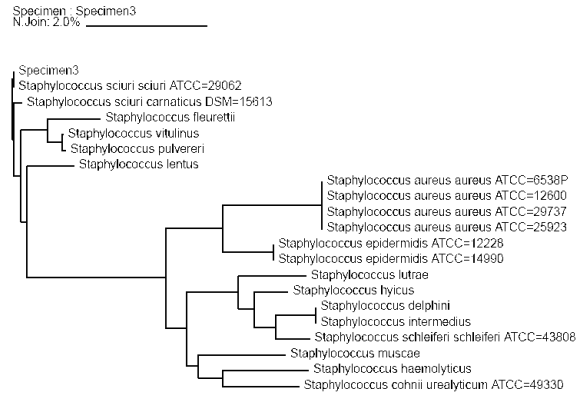 Specimen : Specimen3
N.Join: 2.0%
Specimen3
Staphylococcus sciuri sciuri ATCC=29062
Staphylococcus sciuri carnaticus DSM=15613
Staphylococcus fleurettii
Staphylococcus vitulinus
Staphylococcus pulvereri
Staphylococcus lentus
Staphylococcus aureus aureus ATCC=6538P
Staphylococcus aureus aureus ATCC=12600
Staphylococcus aureus aureus ATCC=29737
Staphylococcus aureus aureus ATCC=25923
Staphylococcus epidermidis ATCC=12228
Staphylococcus epidermidis ATCC=14990
Staphylococcus lutrae
Staphylococcus hyicus
Staphylococcus delphini
Staphylococcus intermedius
Staphylococcus schleiferi schleiferi ATCC=43808
Staphylococcus muscae
Staphylococcus haemolyticus
Staphylococcus cohnii urealyticum ATCC=49330